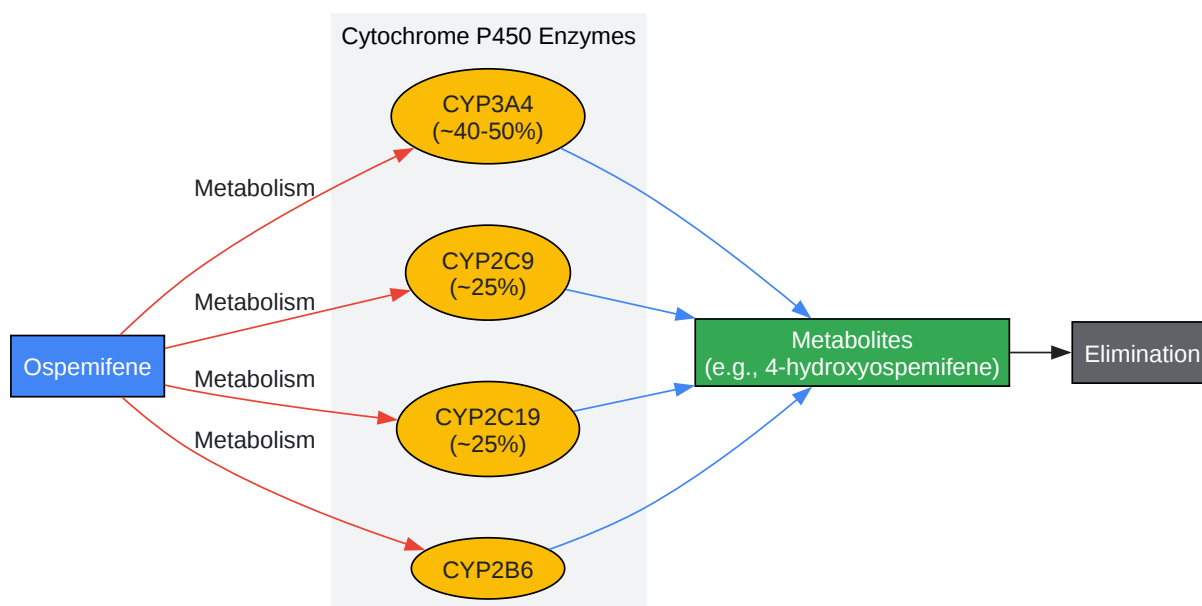 Cytochrome P450 Enzymes
CYP3A4
(~40-50%)
Metabolism
CYP2C9
(~25%)
Metabolism
Ospemifene
Metabolites
(e.g., 4-hydroxyospemifene)
Elimination
Metabolism
CYP2C19
(~25%)
Metabolism
CYP2B6